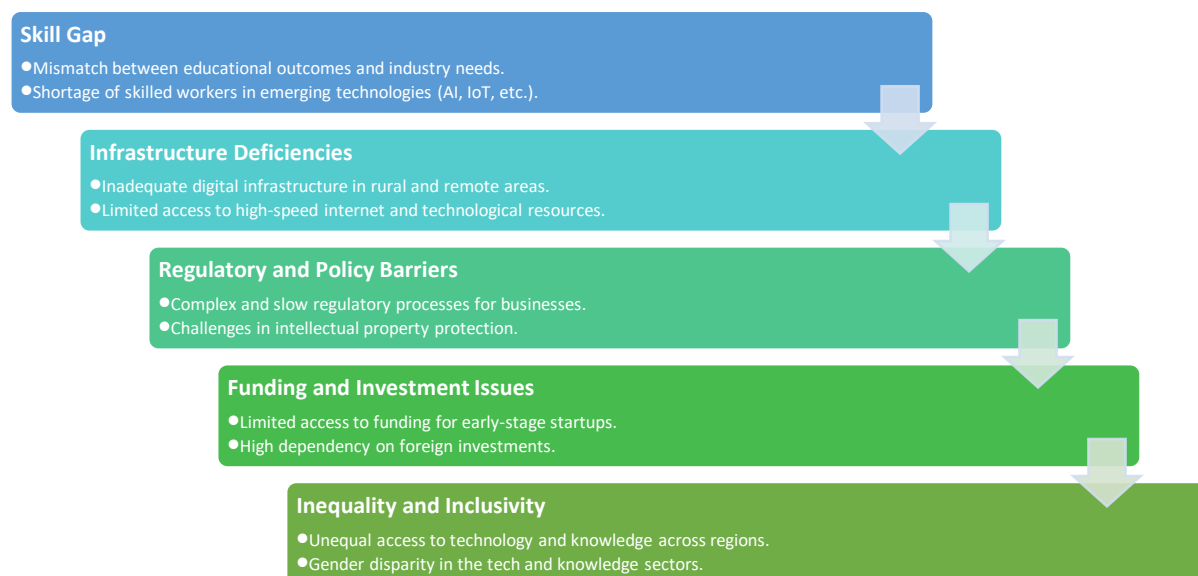 Skill Gap
●Mismatch between educational outcomes and industry needs.
●Shortage of skilled workers in emerging technologies (AI, IoT, etc.).
Infrastructure Deficiencies
●Inadequate digital infrastructure in rural and remote areas.
●Limited access to high-speed internet and technological resources.
Regulatory and Policy Barriers
●Complex and slow regulatory processes for businesses.
●Challenges in intellectual property protection.
Funding and Investment Issues
●Limited access to funding for early-stage startups.
●High dependency on foreign investments.
Inequality and Inclusivity
●Unequal access to technology and knowledge across regions.
●Gender disparity in the tech and knowledge sectors.